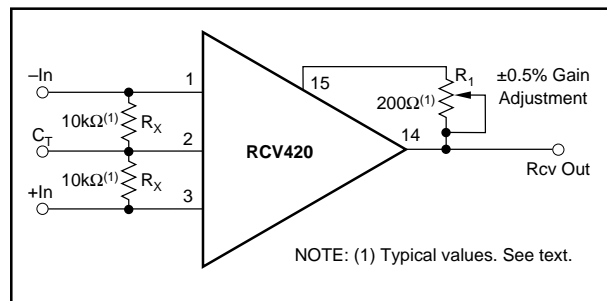 –In
1
10kΩ(1)
RX
CT
2
10kΩ(1)
RX
+In
3
RCV420
15
R1
200Ω(1)
±0.5% Gain
Adjustment
14
Rcv Out
NOTE: (1) Typical values. See text.